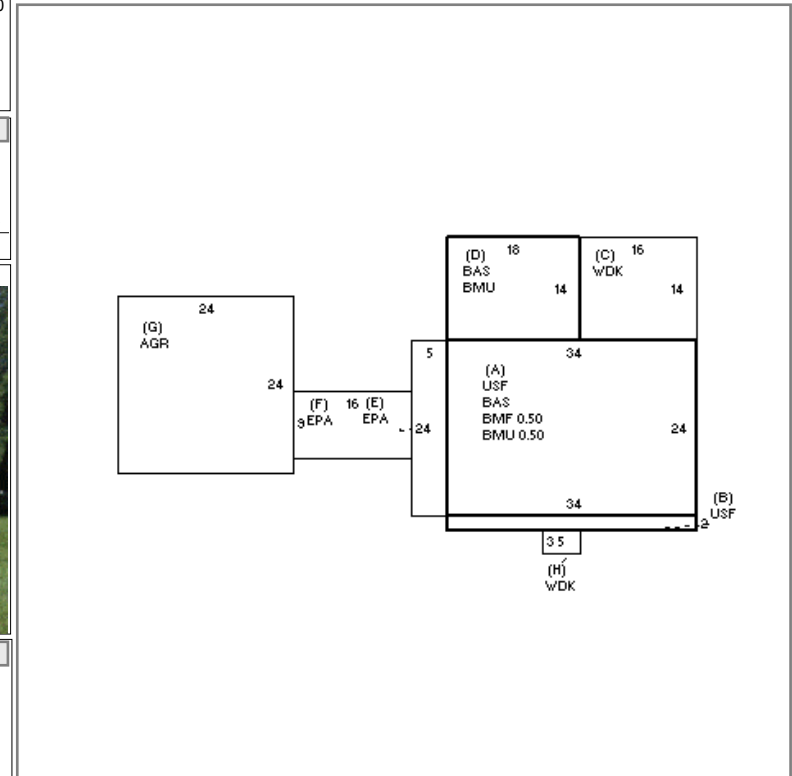 (D)
BAS
BMU
18
14
(C)
WDK
16
14
24
(G)
AGR
24
5
34
(A)
USF
BAS
BMF 0.50
BMU 0.50
24
(F)
EPA
9
16
(E)
EPA
24
34
(B)
USF
2
3 5
(H)
WDK